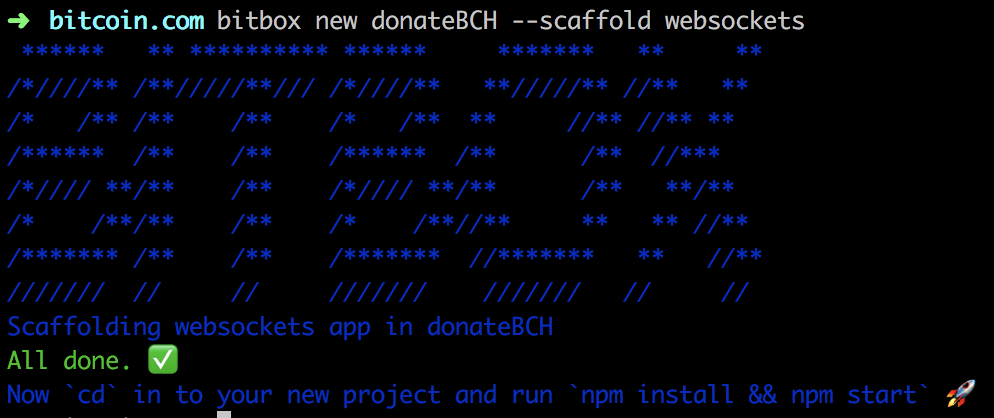 ➜ bitcoin.com bitbox new donateBCH --scaffold websockets
 ******   ** ********** ******     *******   **     **
/*////** /**/////**/// /*////**   **/////** //**   **
/*   /** /**    /**    /*   /**  **     //** //** **
/******  /**    /**    /******  /**      /**  //***
/*//// **/**    /**    /*//// **/**      /**   **/**
/*    /**/**    /**    /*    /**//**     **   ** //**
/******* /**    /**    /*******  //*******   **   //**
///////  //     //     ///////    ///////   //     //
Scaffolding websockets app in donateBCH
All done. ✅
Now `cd` in to your new project and run `npm install && npm start` 🚀